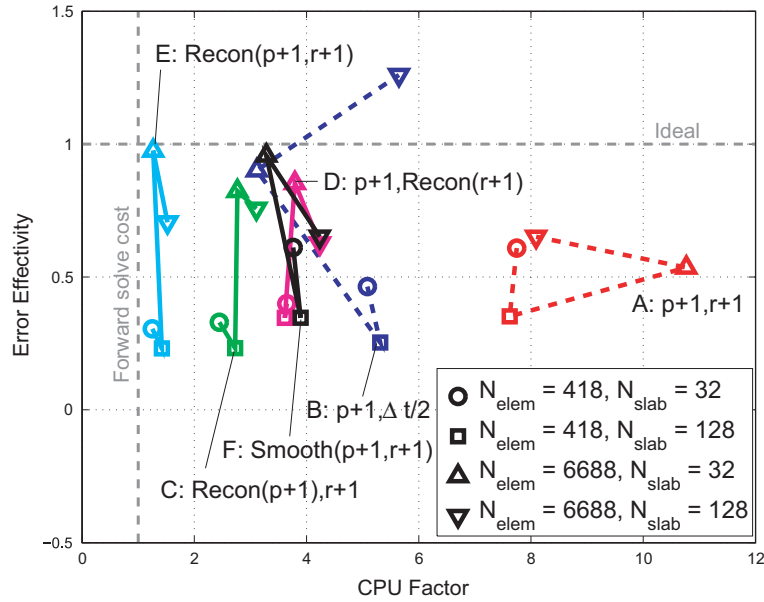 1.5
1
0.5
0
−0.5
Error Effectivity
0
2
4
6
8
10
12
CPU Factor
Forward solve cost
Ideal
E: Recon(p+1,r+1)
D: p+1,Recon(r+1)
A: p+1,r+1
B: p+1,Δ t/2
F: Smooth(p+1,r+1)
C: Recon(p+1),r+1
N_elem = 418, N_slab = 32
N_elem = 418, N_slab = 128
N_elem = 6688, N_slab = 32
N_elem = 6688, N_slab = 128